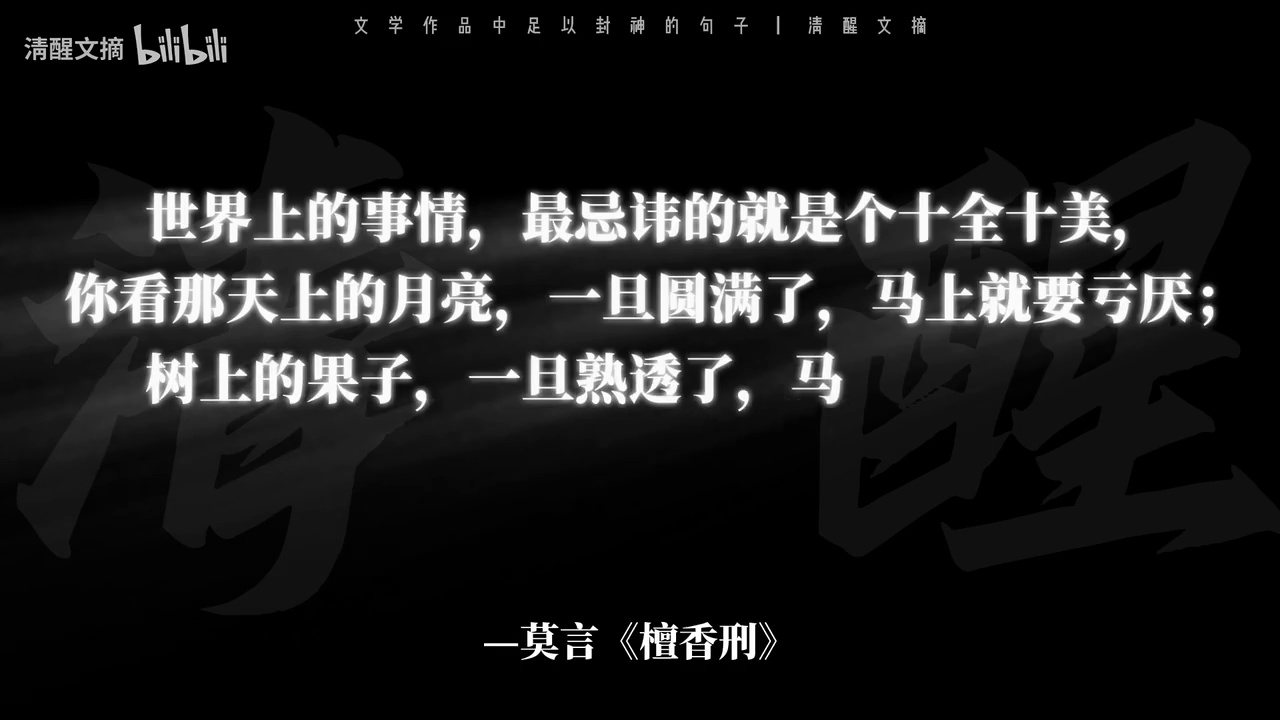 文学作品中足以封神的句子 | 清醒文摘
清醒文摘 bilibili
清醒
世界上的事情，最忌讳的就是个十全十美，
你看那天上的月亮，一旦圆满了，马上就要亏厌；
树上的果子，一旦熟透了，马
—莫言《檀香刑》